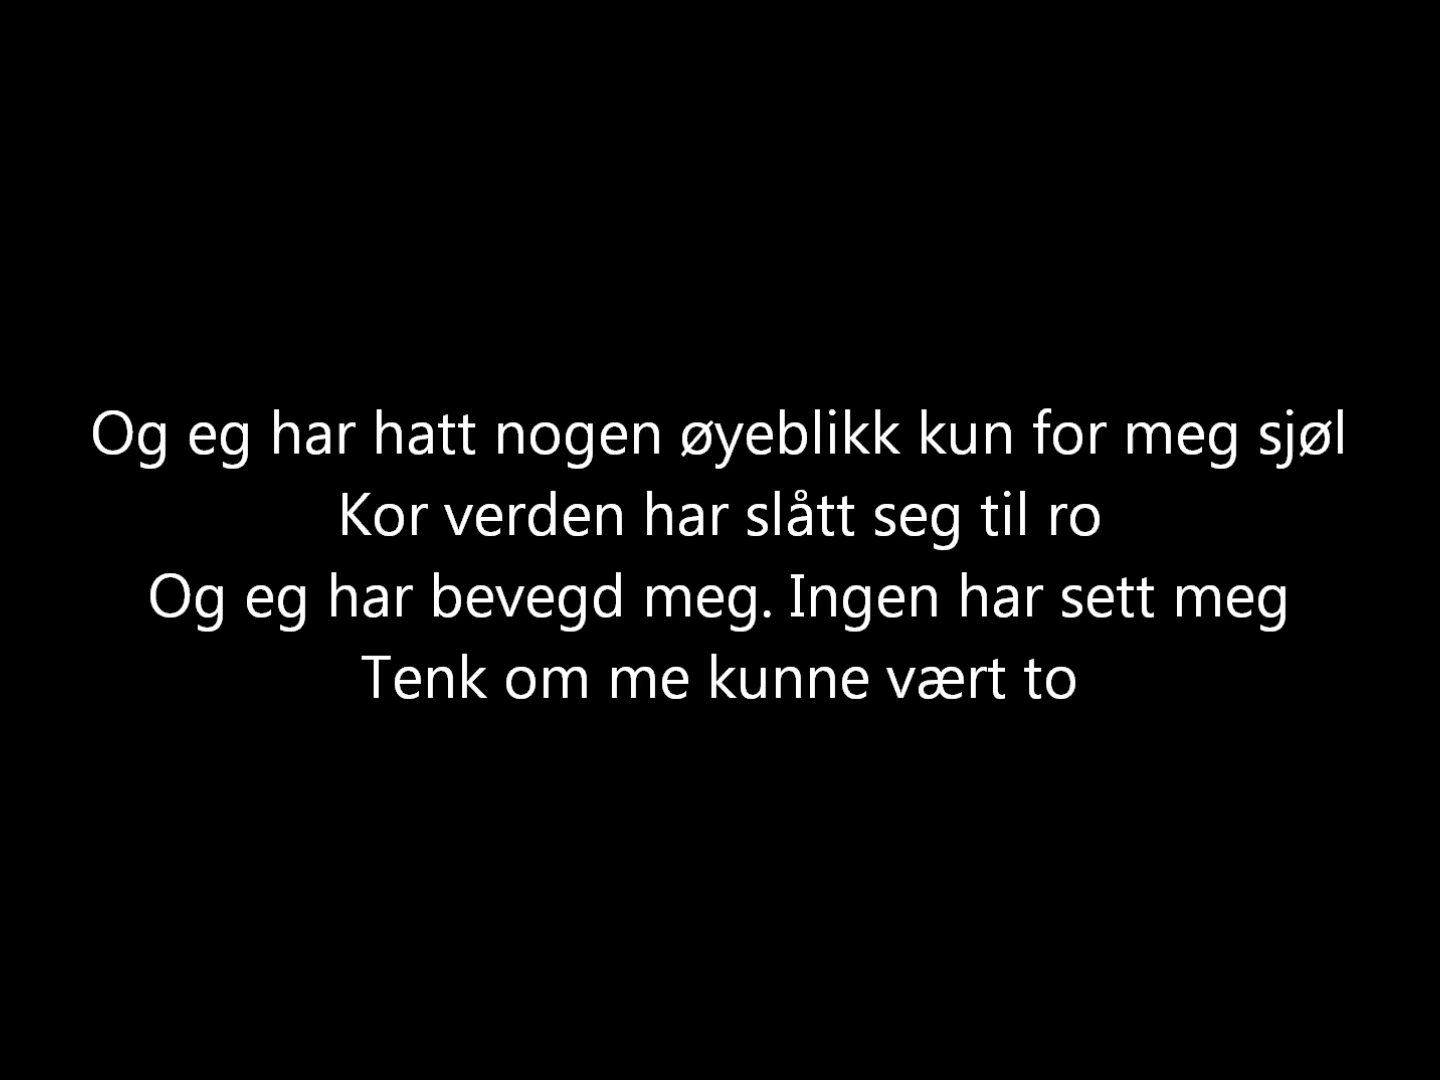 Og eg har hatt nogen øyeblikk kun for meg sjøl
Kor verden har slått seg til ro
Og eg har bevegd meg. Ingen har sett meg
Tenk om me kunne vært to